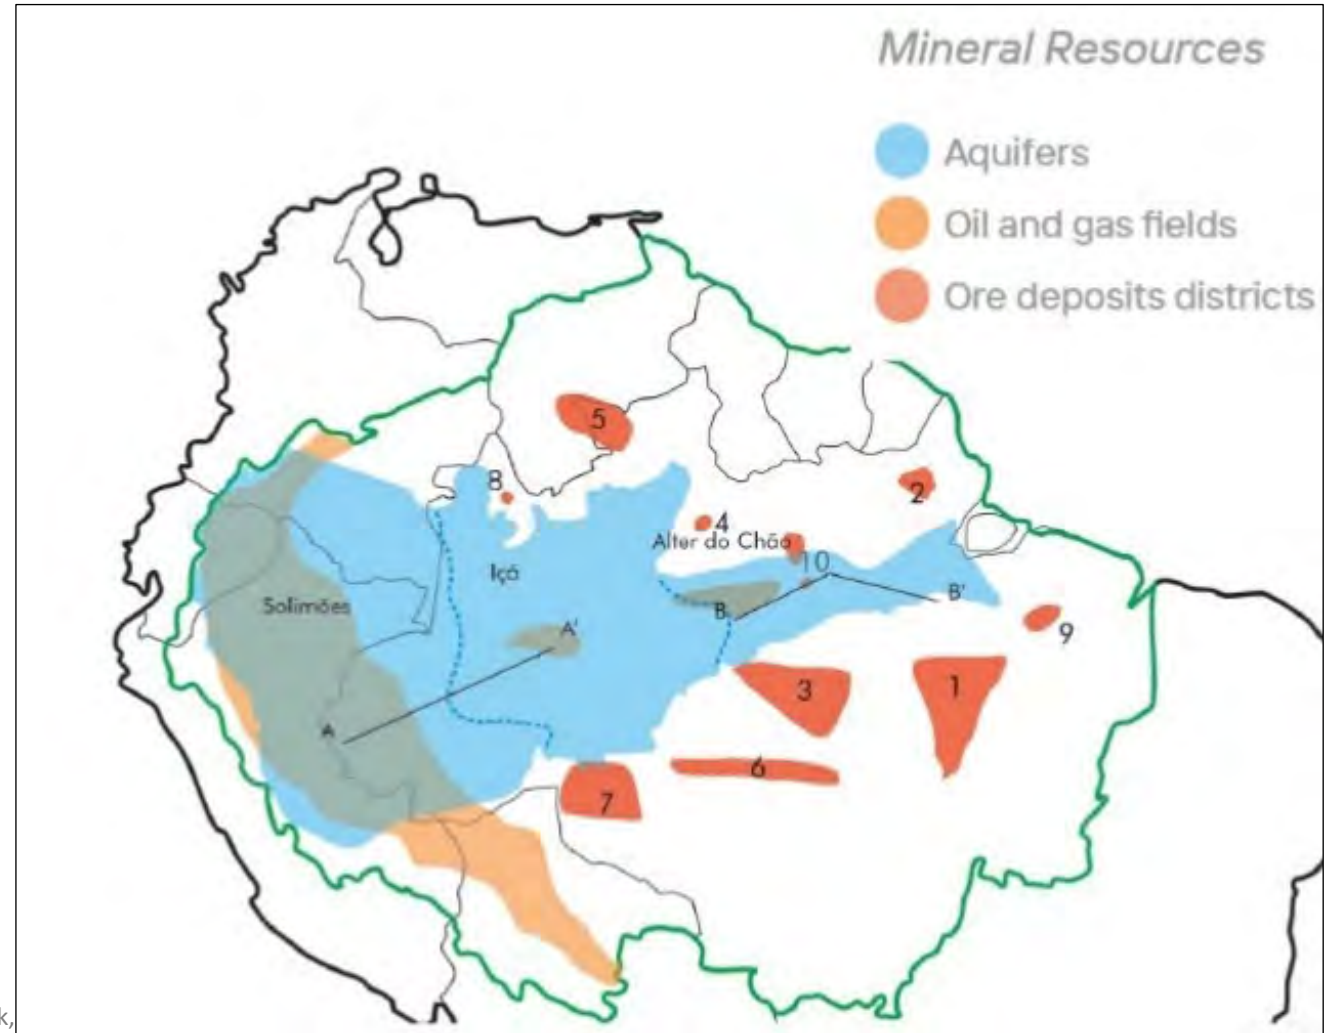 Mineral Resources
Aquifers
Oil and gas fields
Ore deposits districts
5
8
2
4
Alter do Chão
10
Içá
B'
Solimões
B
A'
9
3
1
A
6
7
k,